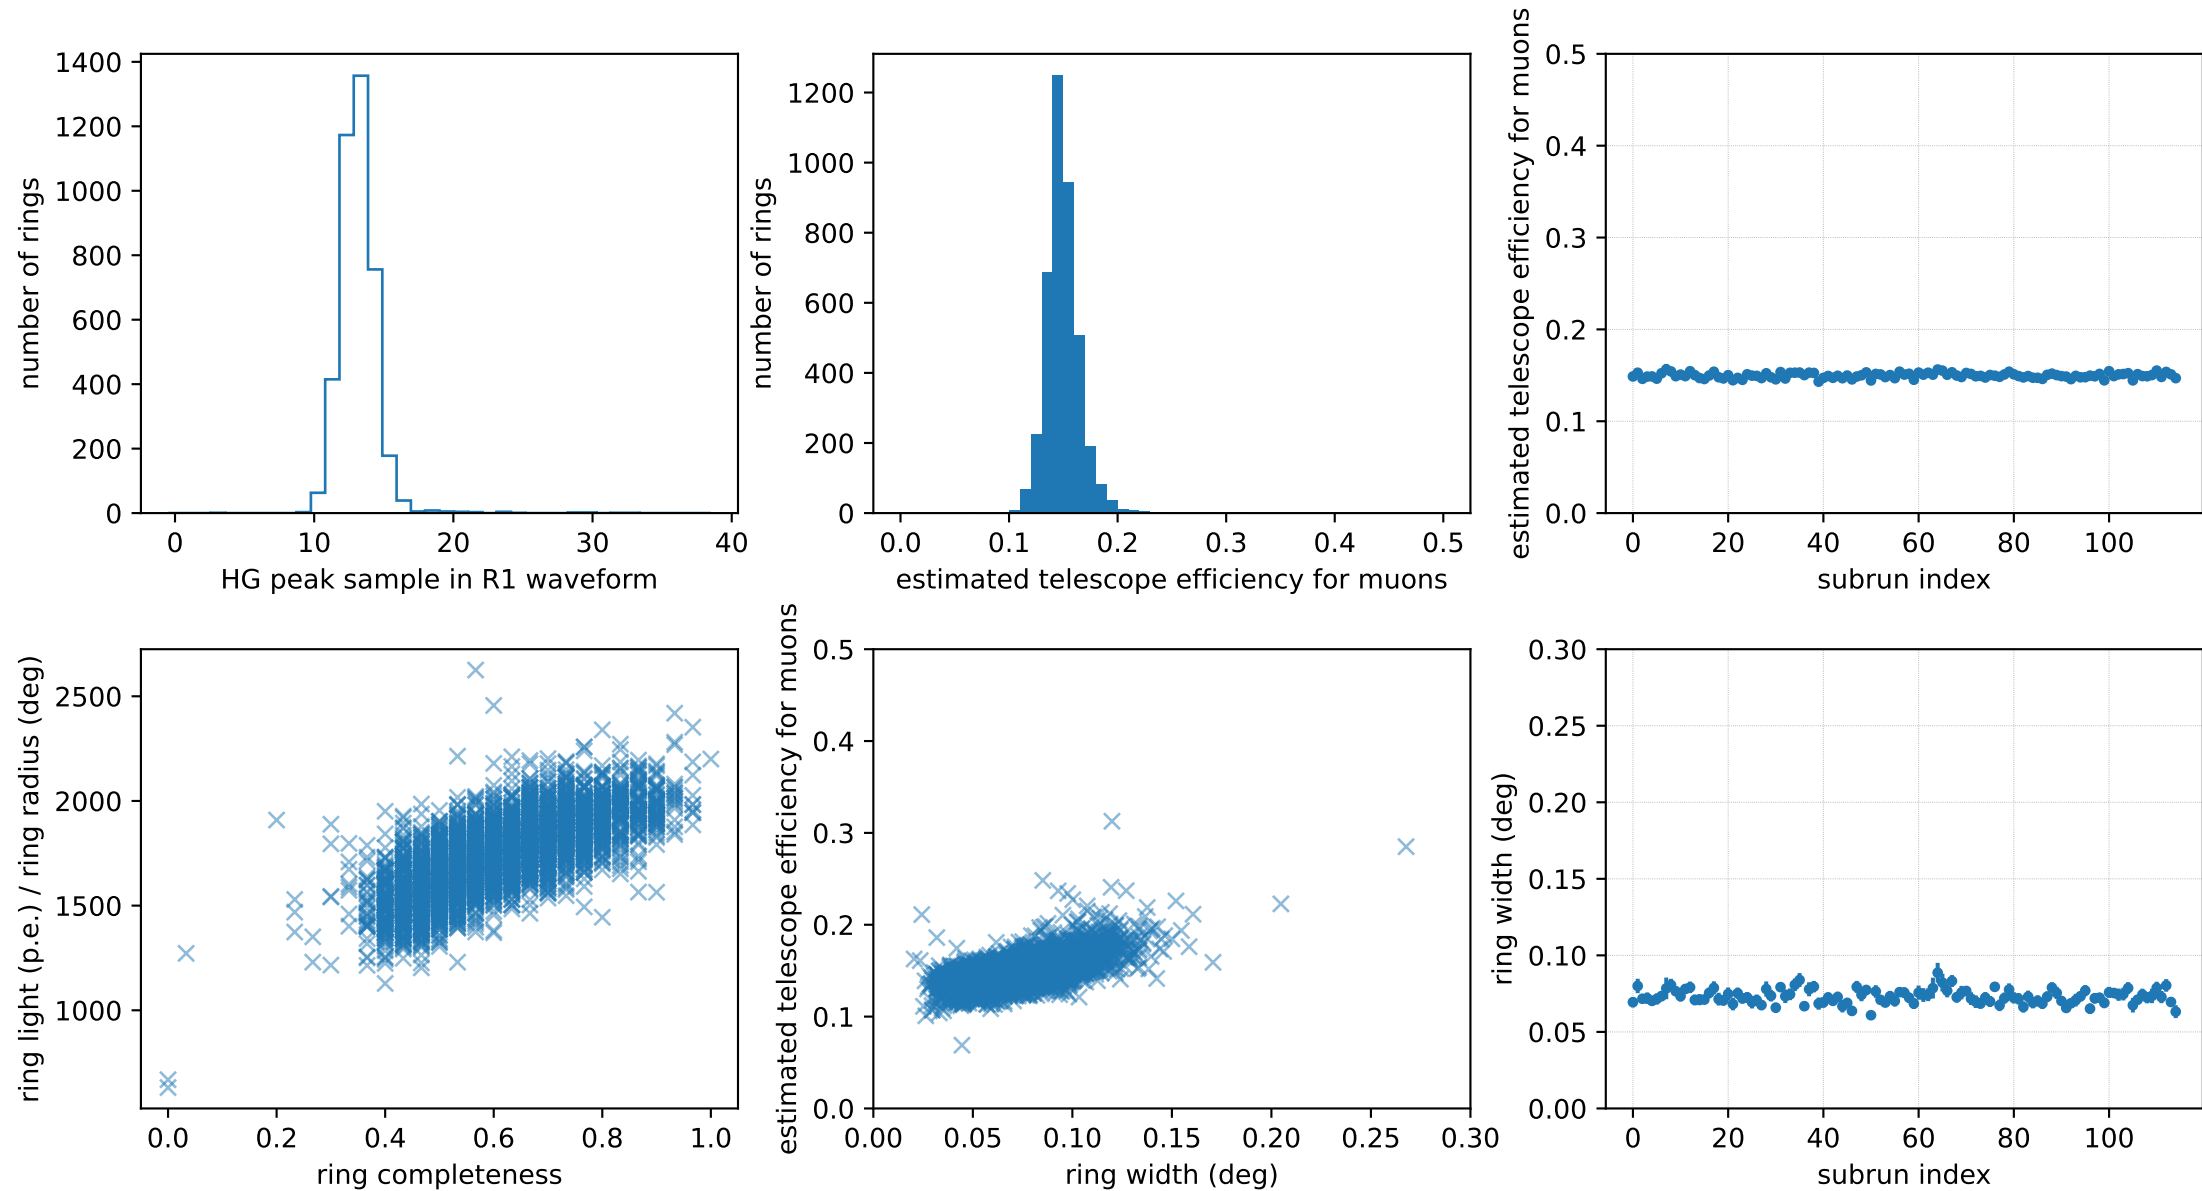 number of rings
1400
1200
1000
800
600
400
200
0
0 10 20 30 40
HG peak sample in R1 waveform
number of rings
1200
1000
800
600
400
200
0
0.0 0.1 0.2 0.3 0.4 0.5
estimated telescope efficiency for muons
estimated telescope efficiency for muons
0.5
0.4
0.3
0.2
0.1
0.0
0 20 40 60 80 100
subrun index
ring light (p.e.) / ring radius (deg)
2500
2000
1500
1000
0.0 0.2 0.4 0.6 0.8 1.0
ring completeness
estimated telescope efficiency for muons
0.5
0.4
0.3
0.2
0.1
0.0
0.00 0.05 0.10 0.15 0.20 0.25 0.30
ring width (deg)
ring width (deg)
0.30
0.25
0.20
0.15
0.10
0.05
0.00
0 20 40 60 80 100
subrun index